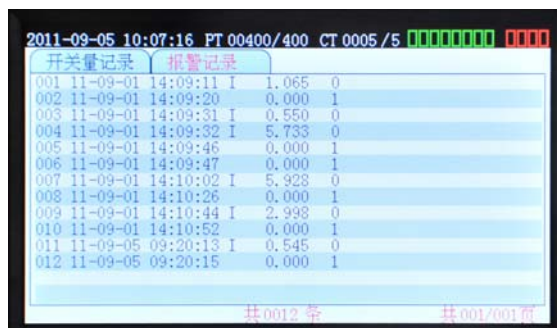 2011-09-05 10:07:16 PT 00400/400 CT 0005/5
开关量记录 报警记录
001 11-09-01 14:09:11 I 1.065 0
002 11-09-01 14:09:20 0.000 1
003 11-09-01 14:09:31 I 0.550 0
004 11-09-01 14:09:32 I 5.733 0
005 11-09-01 14:09:46 0.000 1
006 11-09-01 14:09:47 0.000 1
007 11-09-01 14:10:02 I 5.928 0
008 11-09-01 14:10:26 0.000 1
009 11-09-01 14:10:44 I 2.998 0
010 11-09-01 14:10:52 0.000 1
011 11-09-05 09:20:13 I 0.545 0
012 11-09-05 09:20:15 0.000 1
共0012 条 共001/001页